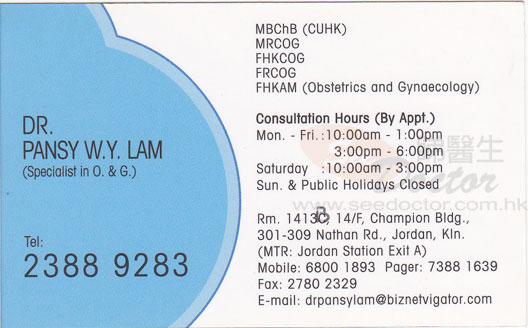 DR.
PANSY W.Y. LAM
(Specialist in O. & G.)
Tel:
2388 9283
MBChB (CUHK)
MRCOG
FHKCOG
FRCOG
FHKAM (Obstetrics and Gynaecology)
Consultation Hours (By Appt.)
Mon. - Fri. :10:00am - 1:00pm
3:00pm - 6:00pm
Saturday :10:00am - 3:00pm
Sun. & Public Holidays Closed
Rm. 1413B, 14/F, Champion Bldg.,
301-309 Nathan Rd., Jordan, Kln.
(MTR: Jordan Station Exit A)
Mobile: 6800 1893 Pager: 7388 1639
Fax: 2780 2329
E-mail: drpansylam@biznetvigator.com
醫生
Doctor
www.seedoctor.com.hk